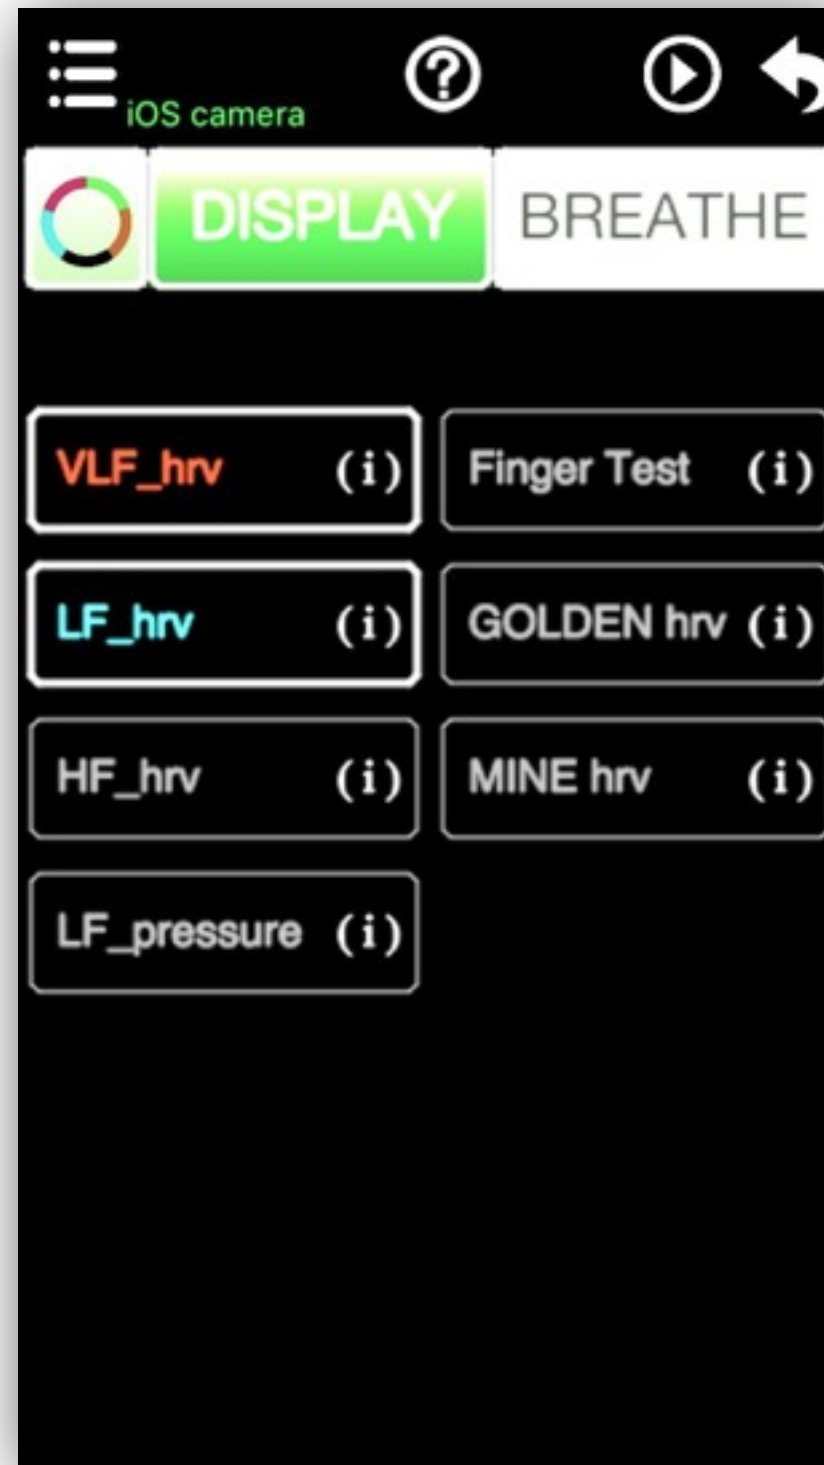 iOS camera
DISPLAY BREATHE
VLF_hrv (i) Finger Test (i)
LF_hrv (i) GOLDEN hrv (i)
HF_hrv (i) MINE hrv (i)
LF_pressure (i)